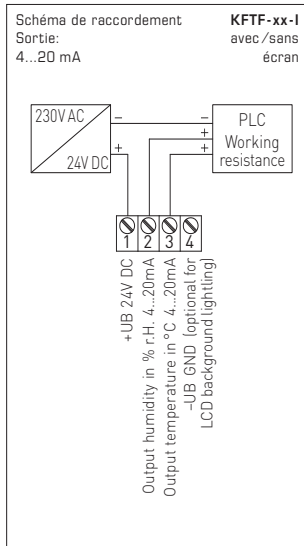 Schéma de raccordement
Sortie:
4...20 mA
KFTF-xx-I
avec/sans
écran
230V AC
24V DC
–
+
–
+
+
PLC
Working
resistance
1 2 3 4
+UB 24V DC
Output humidity in % r.H. 4...20mA
Output temperature in °C 4...20mA
–UB GND (optional for
LCD background lightling)